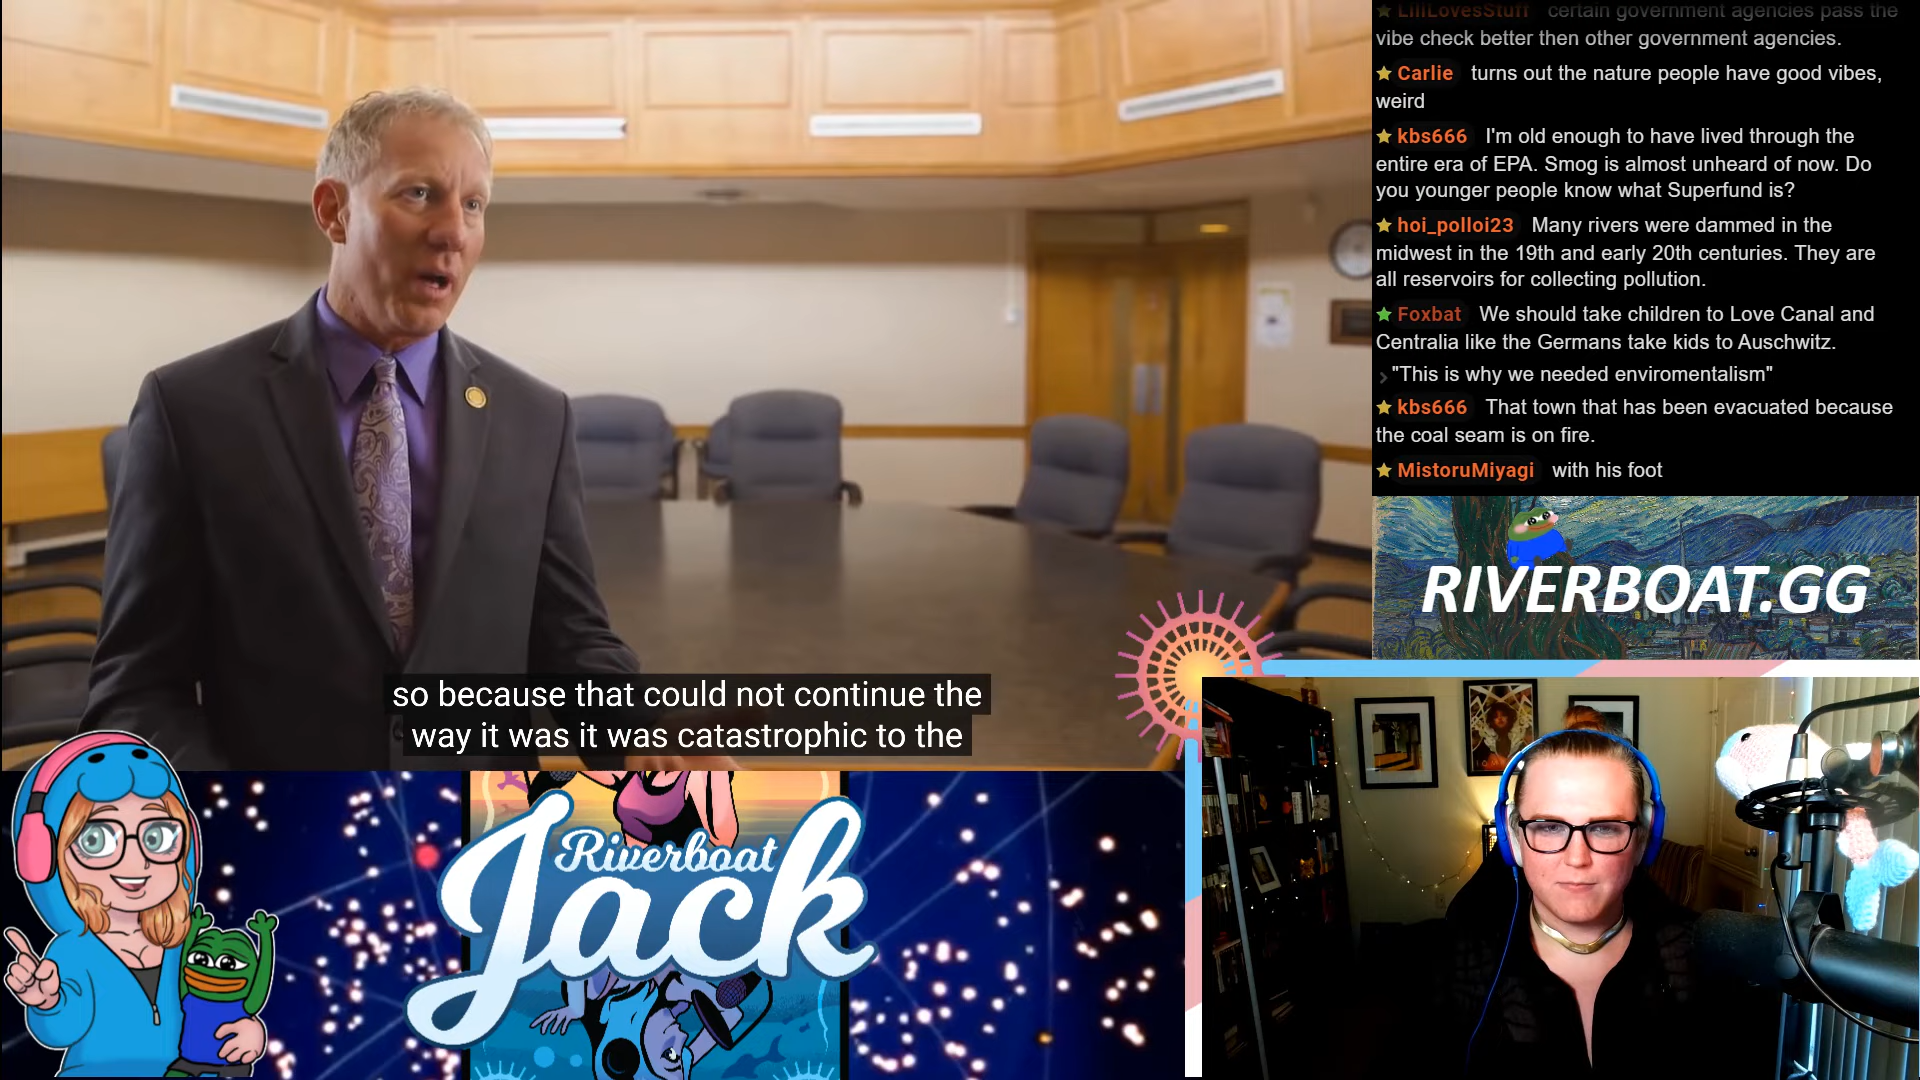 LiliLovesStuff certain government agencies pass the
vibe check better then other government agencies.
Carlie turns out the nature people have good vibes,
weird
kbs666 I'm old enough to have lived through the
entire era of EPA. Smog is almost unheard of now. Do
you younger people know what Superfund is?
hoi_polloi23 Many rivers were dammed in the
midwest in the 19th and early 20th centuries. They are
all reservoirs for collecting pollution.
Foxbat We should take children to Love Canal and
Centralia like the Germans take kids to Auschwitz.
"This is why we needed enviromentalism"
kbs666 That town that has been evacuated because
the coal seam is on fire.
MistoruMiyagi with his foot
RIVERBOAT.GG
so because that could not continue the
way it was it was catastrophic to the
Riverboat
Jack